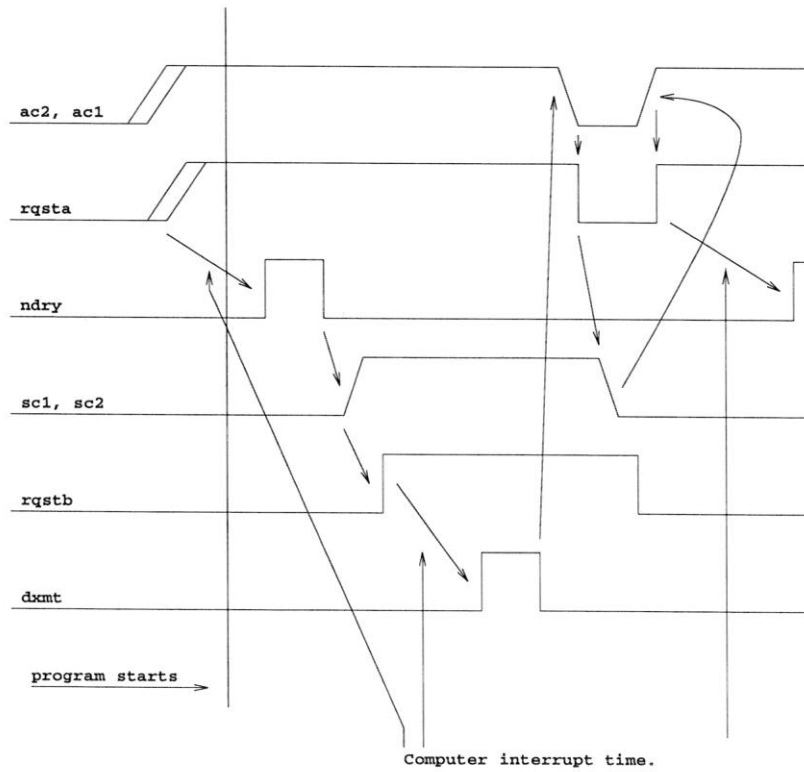 ac2, ac1
rqsta
ndry
sc1, sc2
rqstb
dxmt
program starts
Computer interrupt time.